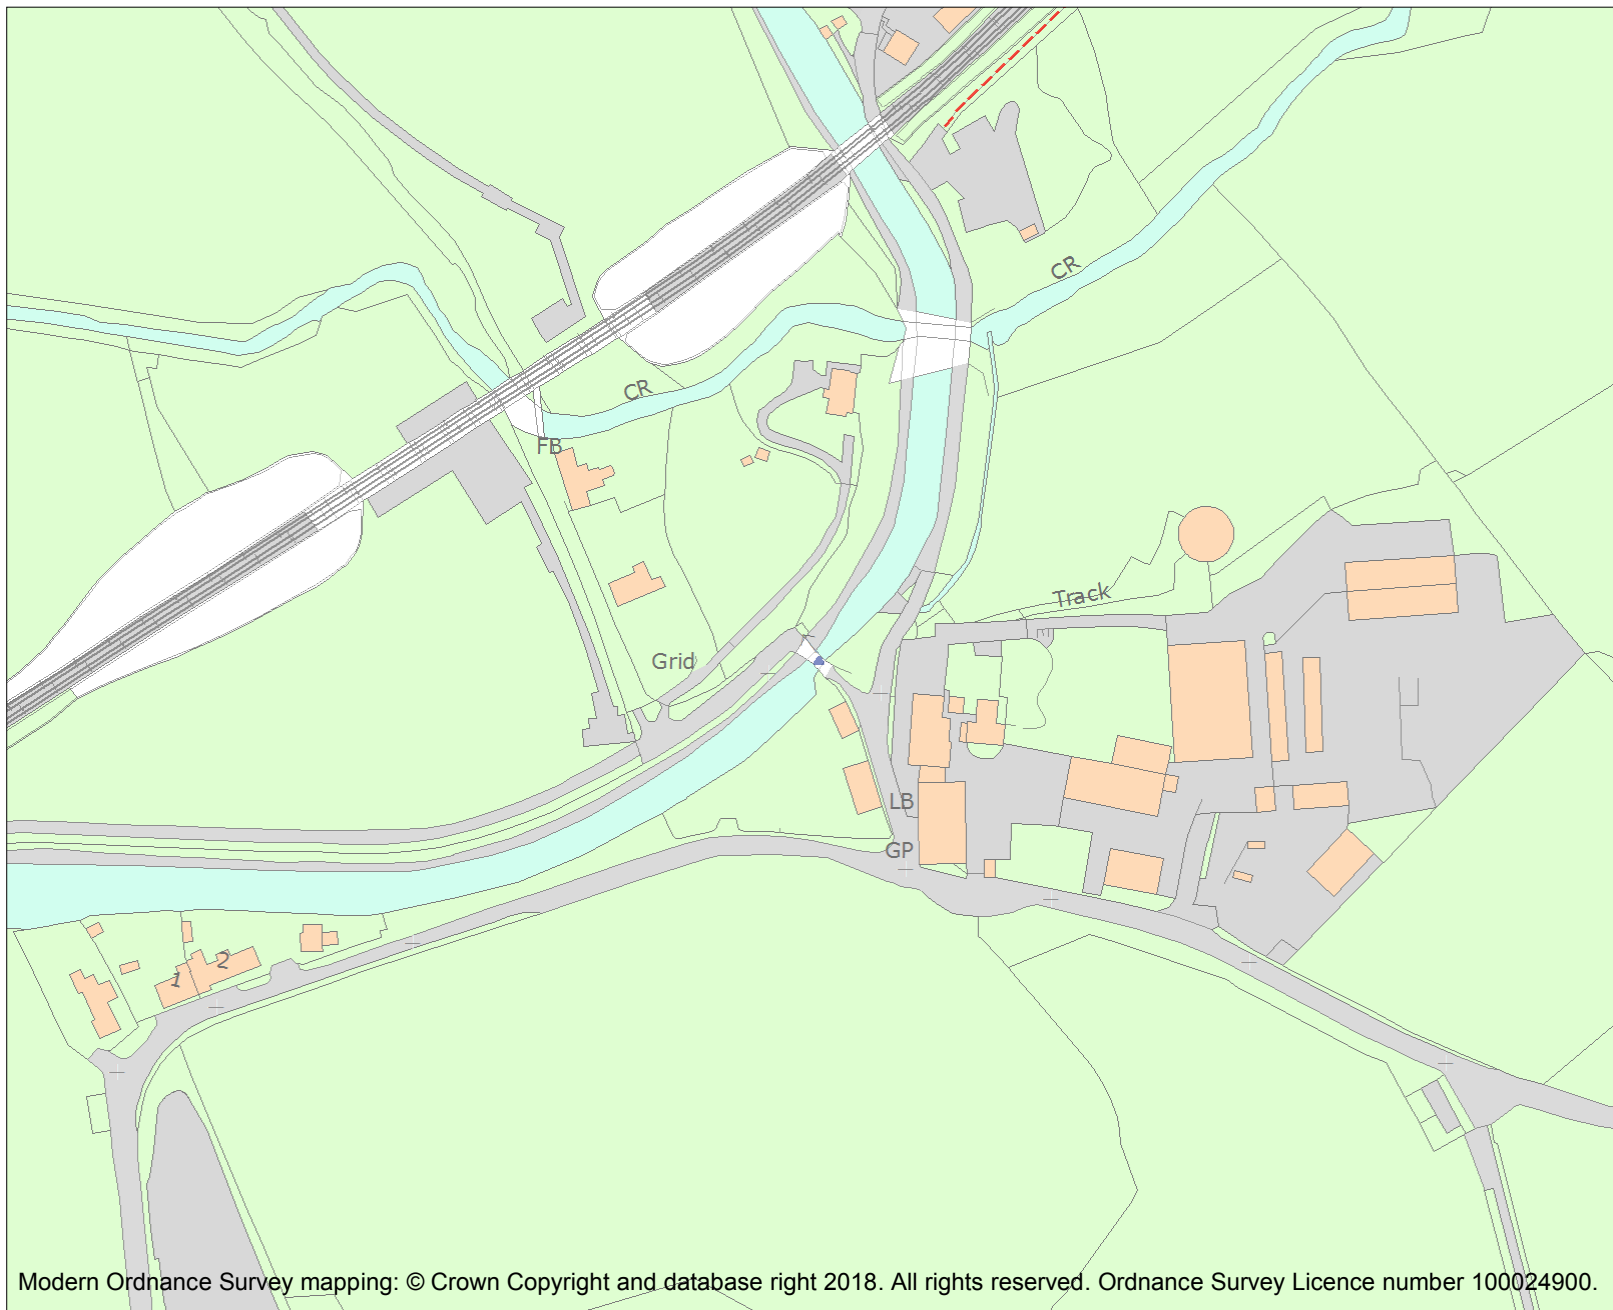 CR
CR
FB
Track
Grid
LB
GP
2
1
Modern Ordnance Survey mapping: © Crown Copyright and database right 2018. All rights reserved. Ordnance Survey Licence number 100024900.